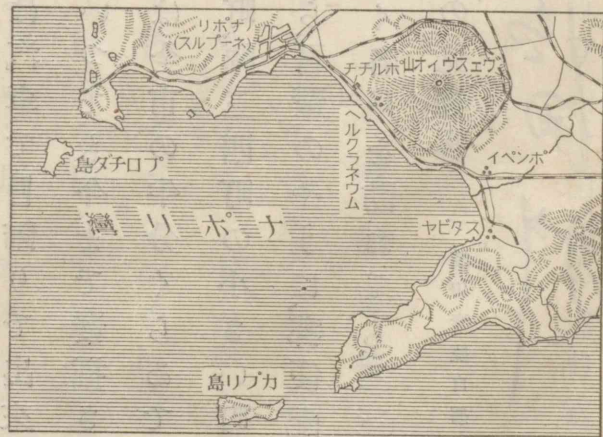 ナポリ
(ネープルス)
ヴェスヴィオ山
ホルチチ
ヘルクラネウム
ポンペイ
プロチダ島
ナポリ灣
スタビヤ
カプリ島